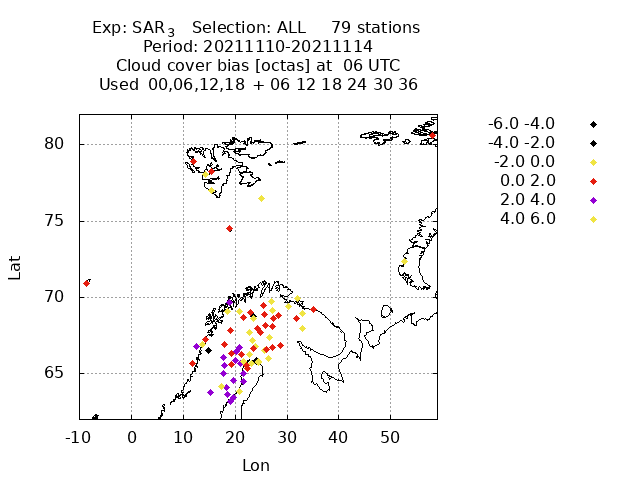 Exp: SAR3 Selection: ALL 79 stations
Period: 20211110-20211114
Cloud cover bias [octas] at 06 UTC
Used 00,06,12,18 + 06 12 18 24 30 36
-6.0 -4.0
-4.0 -2.0
-2.0 0.0
0.0 2.0
2.0 4.0
4.0 6.0
80
75
70
65
Lat
-10 0 10 20 30 40 50
Lon